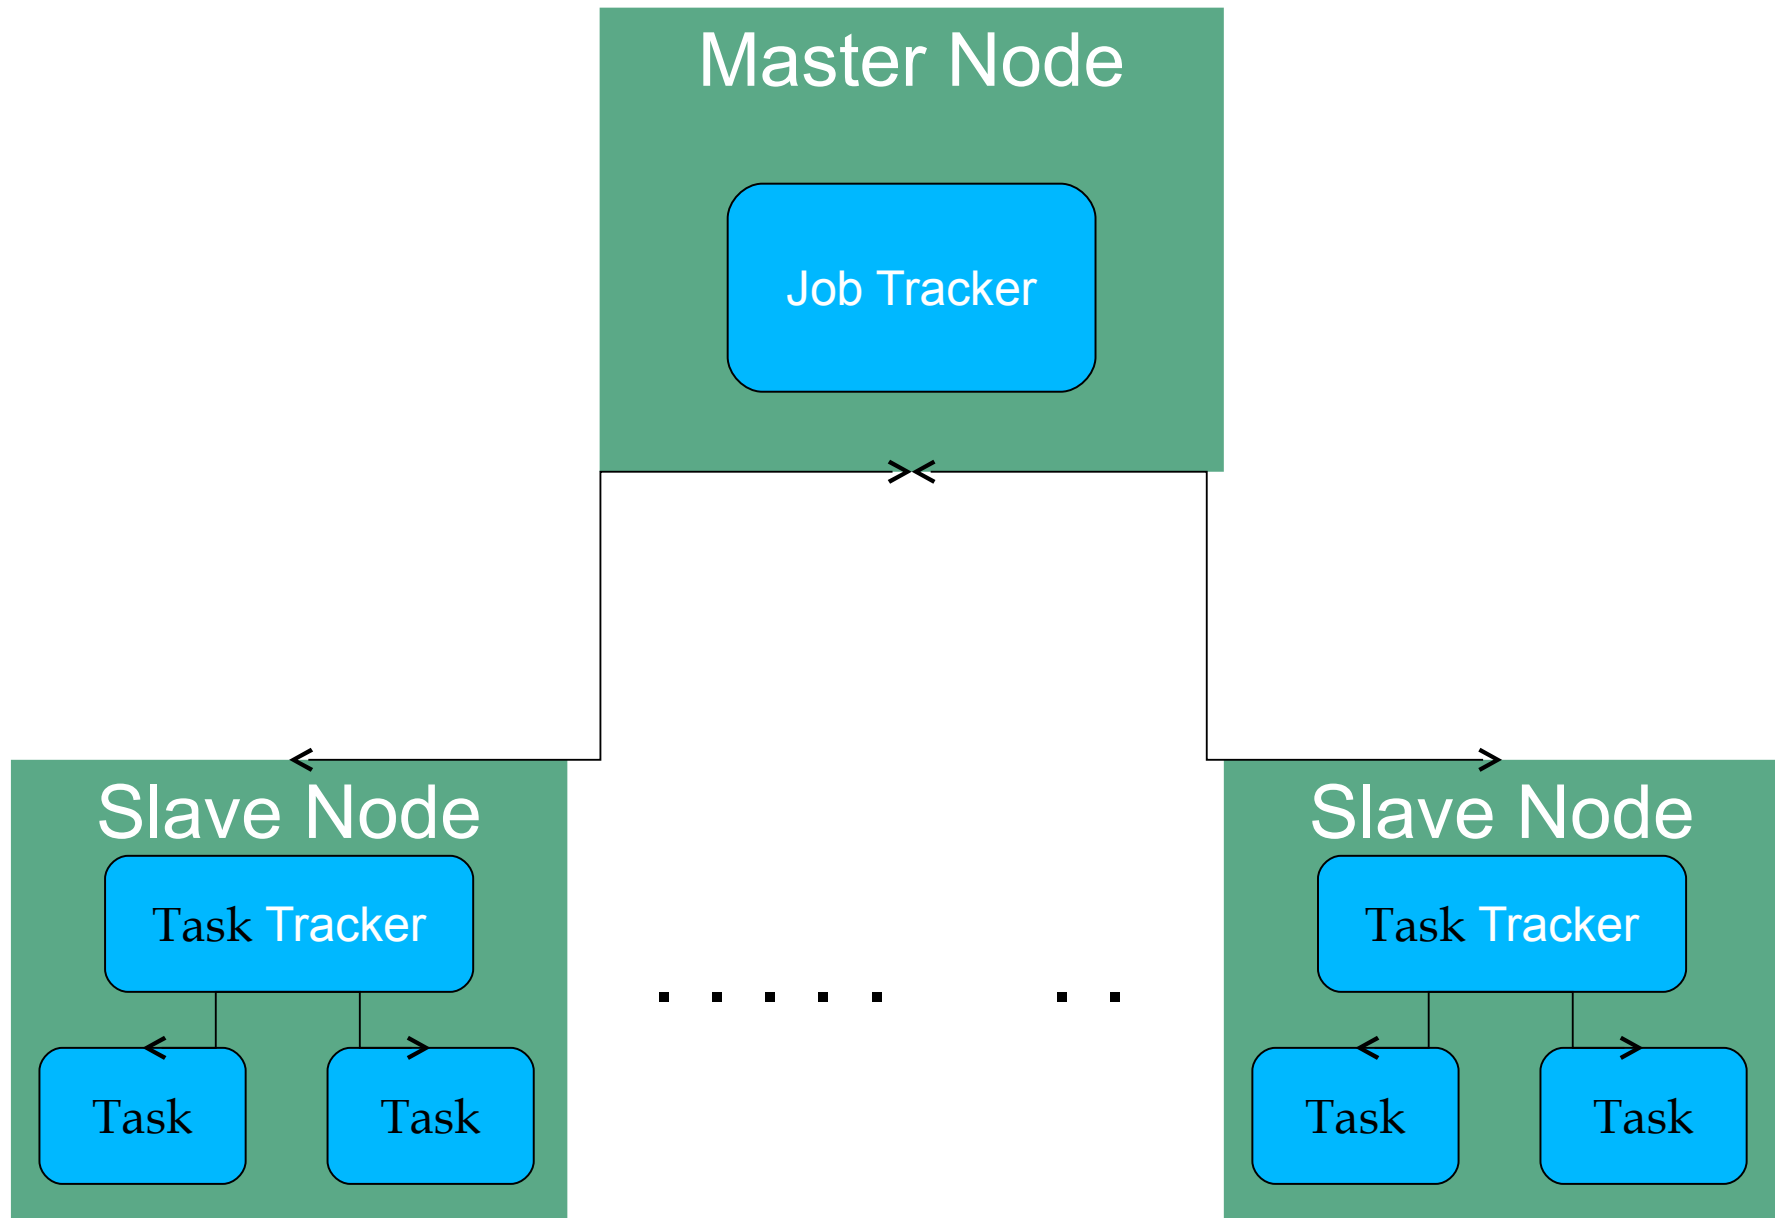 Master Node
Job Tracker
Slave Node
Task Tracker
Task
Task
. . . . . . .
Slave Node
Task Tracker
Task
Task